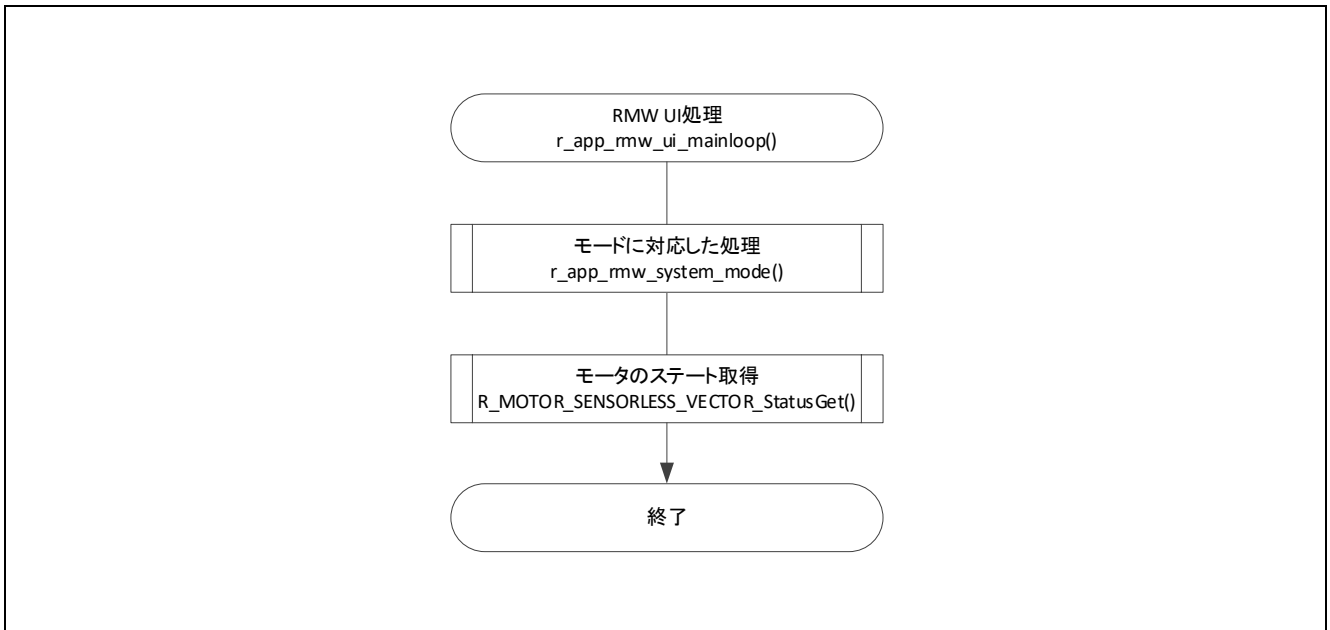 RMW UI処理
r_app_rmw_ui_mainloop()
モードに対応した処理
r_app_rmw_system_mode()
モータのステート取得
R_MOTOR_SENSORLESS_VECTOR_StatusGet()
終了